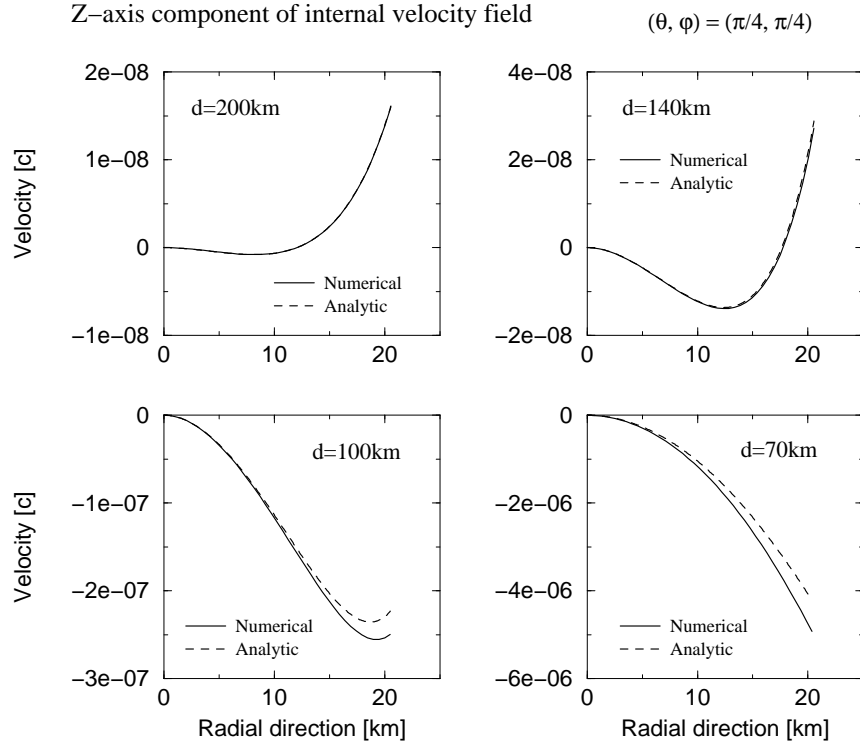 Z−axis component of internal velocity field
(θ, φ) = (π/4, π/4)
2e−08
1e−08
0
−1e−08
Velocity [c]
d=200km
Numerical
Analytic
0 10 20
4e−08
2e−08
0
−2e−08
d=140km
Numerical
Analytic
0 10 20
0
−1e−07
−2e−07
−3e−07
Velocity [c]
d=100km
Numerical
Analytic
0 10 20
Radial direction [km]
0
−2e−06
−4e−06
−6e−06
d=70km
Numerical
Analytic
0 10 20
Radial direction [km]